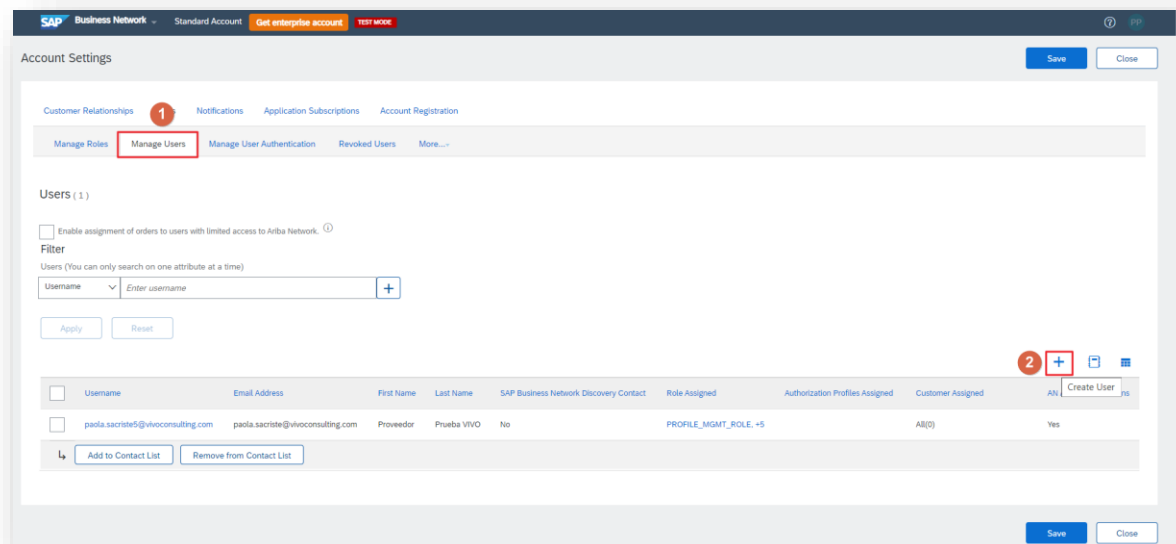 SAP Business Network Standard Account Get enterprise account TEST MODE PP
Account Settings Save Close
Customer Relationships 1 s Notifications Application Subscriptions Account Registration
Manage Roles Manage Users Manage User Authentication Revoked Users More...
Users (1)
Enable assignment of orders to users with limited access to Ariba Network.
Filter
Users (You can only search on one attribute at a time)
Username Enter username +
Apply Reset
2 +
Create User
Username Email Address First Name Last Name SAP Business Network Discovery Contact Role Assigned Authorization Profiles Assigned Customer Assigned AN ns
paola.sacriste5@vivoconsulting.com paola.sacriste@vivoconsulting.com Proveedor Prueba VIVO No PROFILE_MGMT_ROLE, +5 All(0) Yes
Add to Contact List Remove from Contact List
Save Close